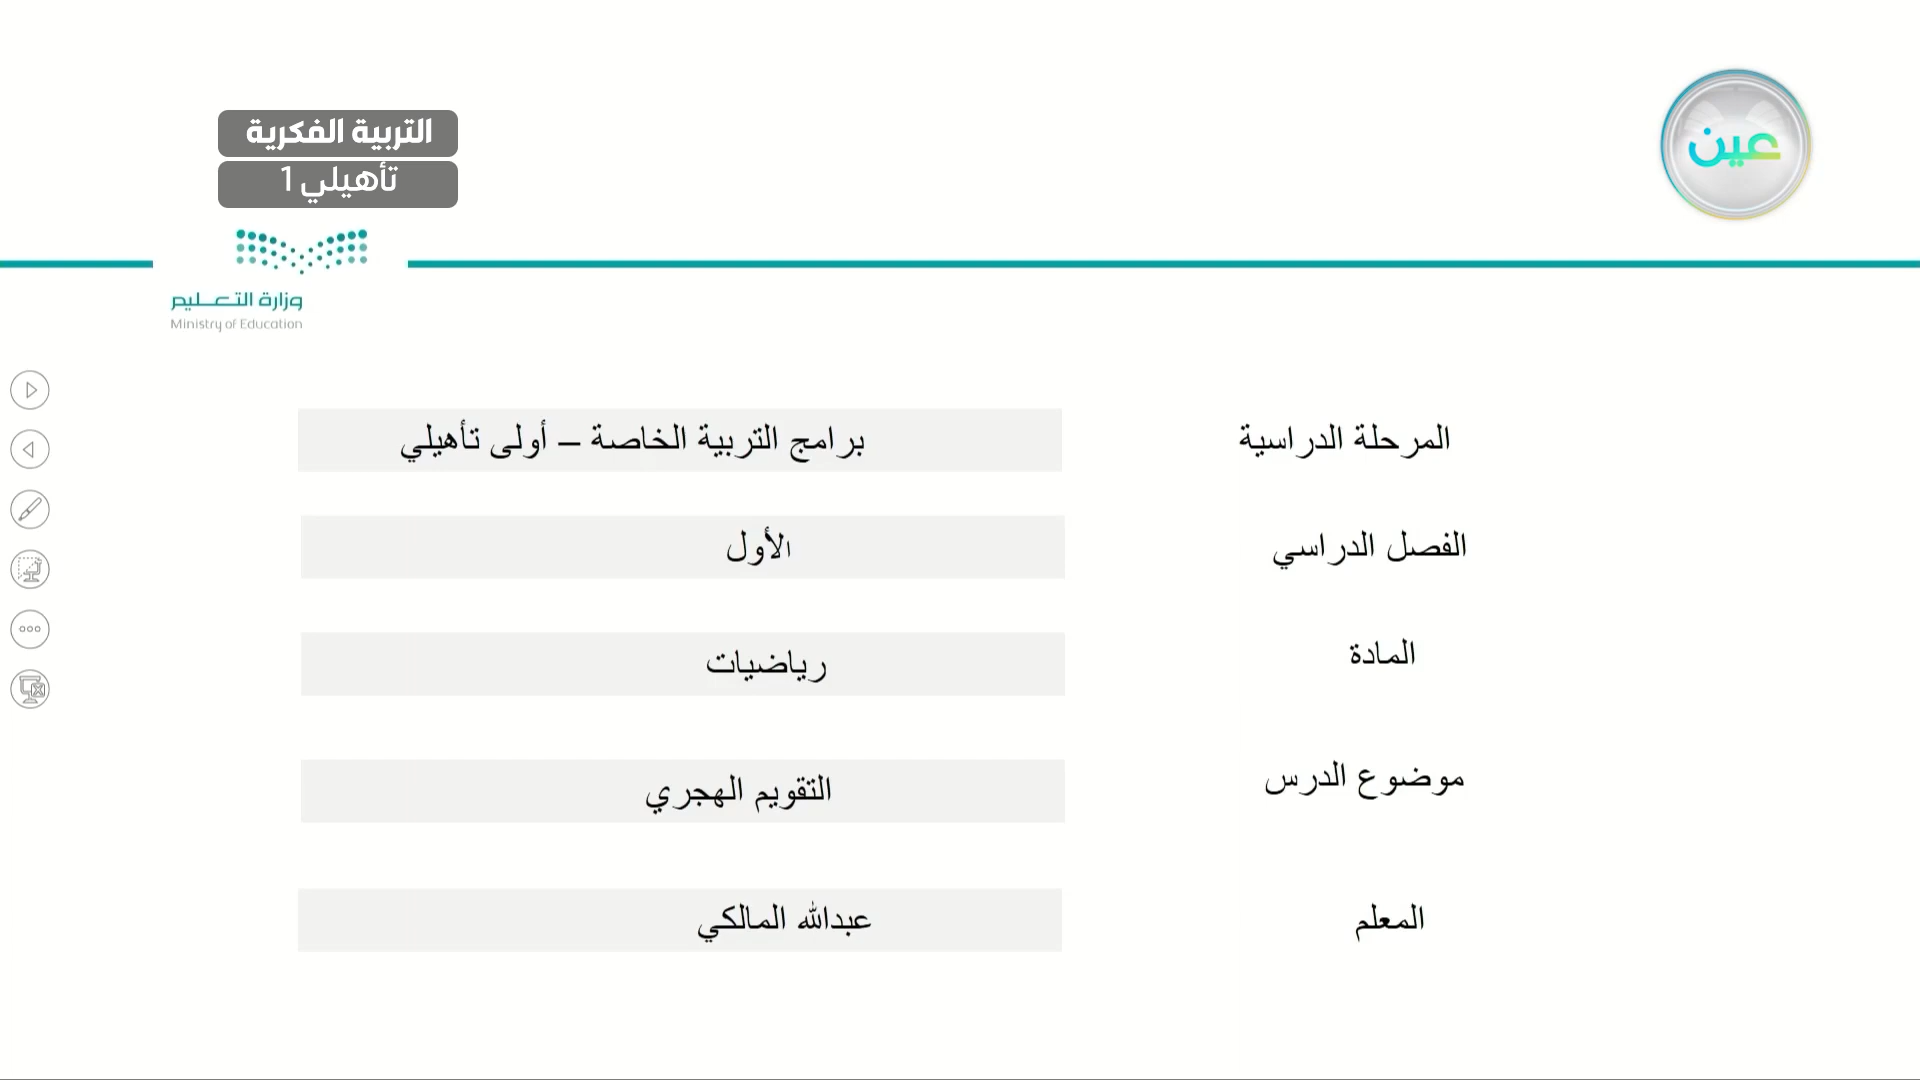 عين
التربية الفكرية
تأهيلي 1
وزارة التعليم
Ministry of Education
المرحلة الدراسية برامج التربية الخاصة – أولى تأهيلي
الفصل الدراسي الأول
المادة رياضيات
موضوع الدرس التقويم الهجري
المعلم عبدالله المالكي